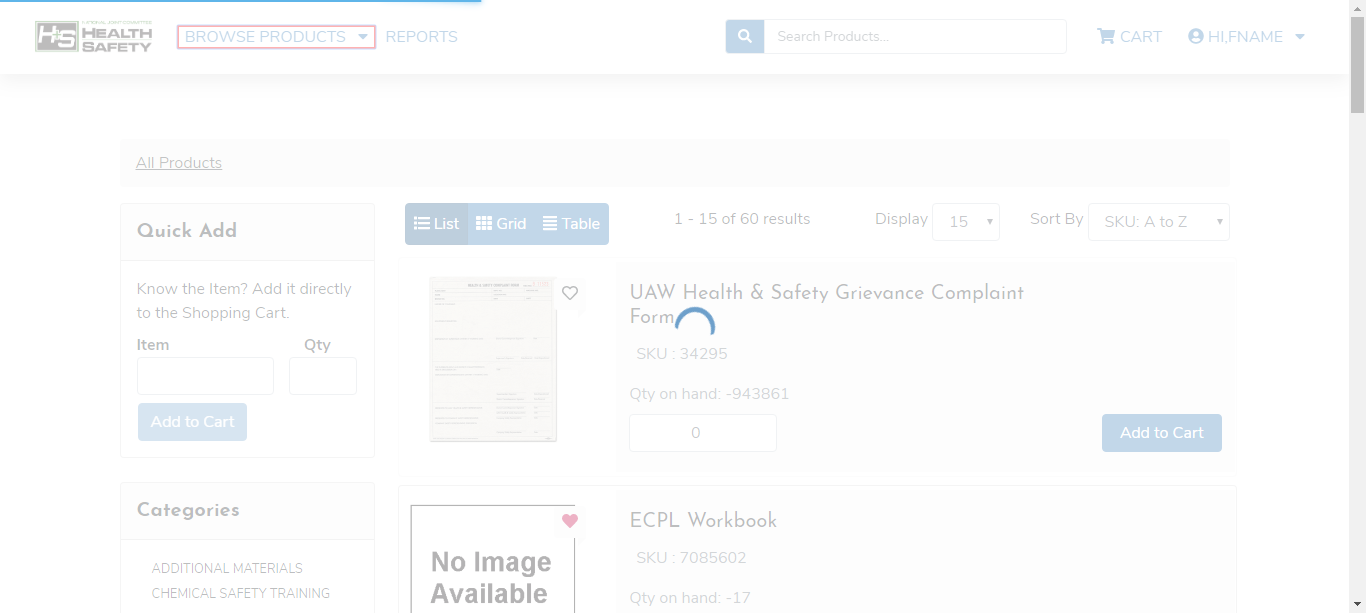 HEALTH
SAFETY
BROWSE PRODUCTS
REPORTS
Search Products...
CART
HI,FNAME
All Products
Quick Add
Know the Item? Add it directly
to the Shopping Cart.
Item
Qty
Add to Cart
Categories
ADDITIONAL MATERIALS
CHEMICAL SAFETY TRAINING
List
Grid
Table
1 - 15 of 60 results
Display
15
Sort By
SKU: A to Z
UAW Health & Safety Grievance Complaint
Form
SKU : 34295
Qty on hand: -943861
0
Add to Cart
No Image
Available
ECPL Workbook
SKU : 7085602
Qty on hand: -17